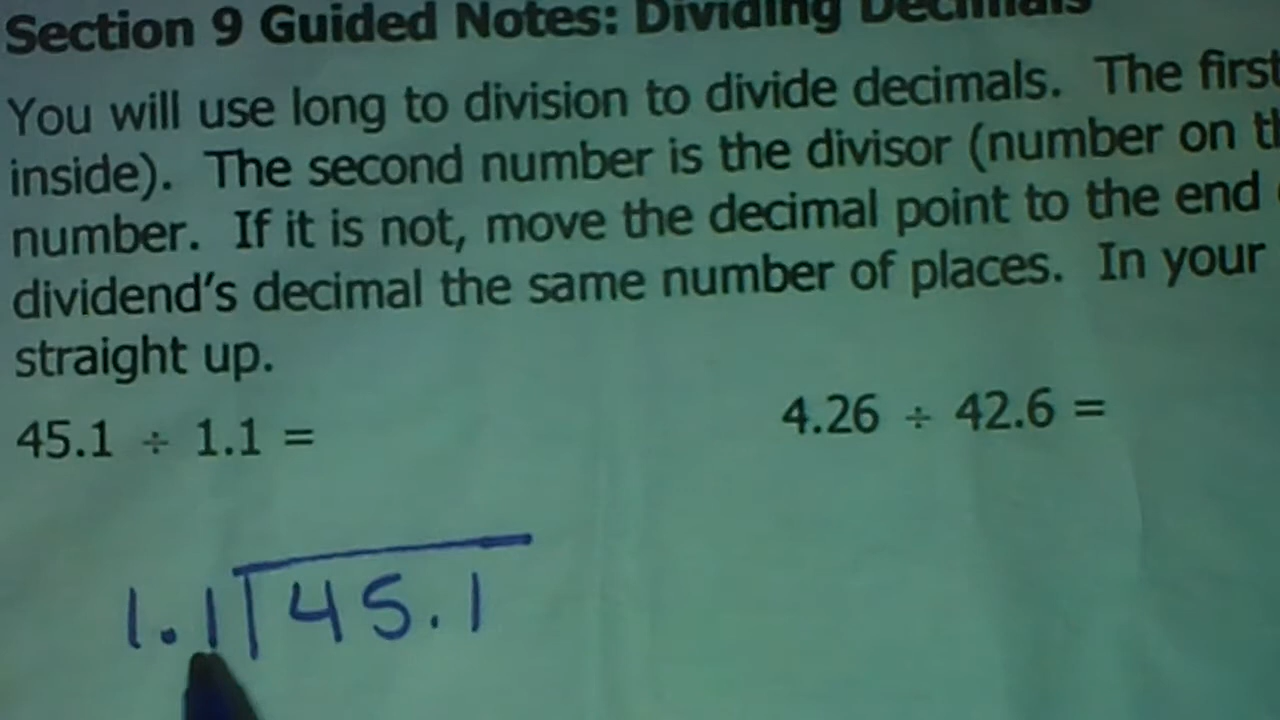 Section 9 Guided Notes: Dividing Decimals
You will use long to division to divide decimals. The first
inside). The second number is the divisor (number on th
number. If it is not, move the decimal point to the end
dividend's decimal the same number of places. In your
straight up.
45.1 ÷ 1.1 =
4.26 ÷ 42.6 =
1.1 45.1